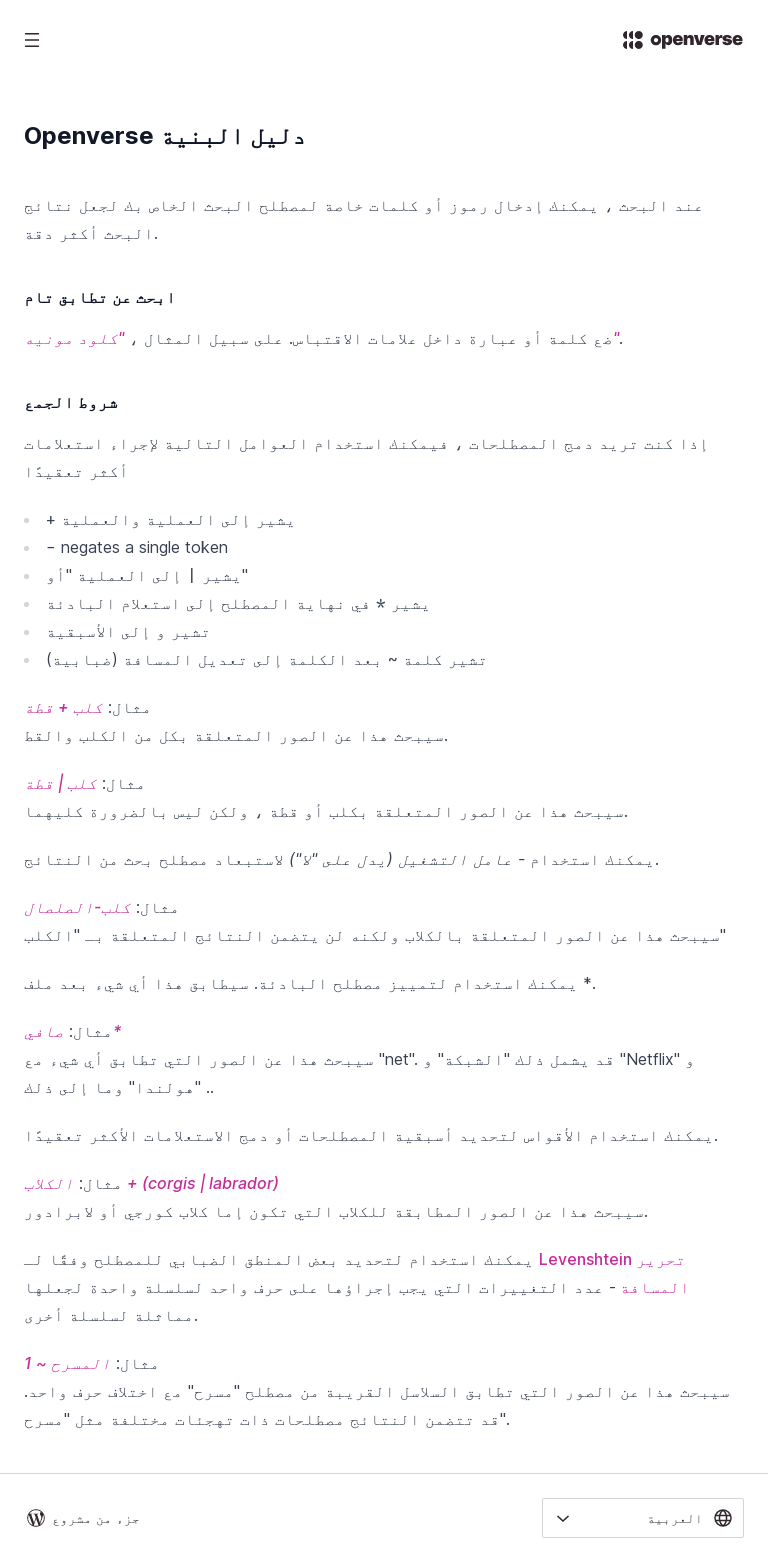 openverse
دليل البنية Openverse
عند البحث ، يمكنك إدخال رموز أو كلمات خاصة لمصطلح البحث الخاص بك لجعل نتائج
البحث أكثر دقة.
ابحث عن تطابق تام
ضع كلمة أو عبارة داخل علامات الاقتباس. على سبيل المثال ، "كلود مونيه".
شروط الجمع
إذا كنت تريد دمج المصطلحات ، فيمكنك استخدام العوامل التالية لإجراء استعلامات
أكثر تعقيدًا
+ يشير إلى العملية والعملية
- negates a single token
يشير | إلى العملية "أو"
يشير * في نهاية المصطلح إلى استعلام البادئة
تشير و إلى الأسبقية
تشير كلمة ~ بعد الكلمة إلى تعديل المسافة (ضبابية)
مثال: كلب + قطة
سيبحث هذا عن الصور المتعلقة بكل من الكلب والقط.
مثال: كلب | قطة
سيبحث هذا عن الصور المتعلقة بكلب أو قطة ، ولكن ليس بالضرورة كليهما.
يمكنك استخدام - عامل التشغيل (يدل على "لا") لاستبعاد مصطلح بحث من النتائج.
مثال: كلب-الصلصال
سيبحث هذا عن الصور المتعلقة بالكلاب ولكنه لن يتضمن النتائج المتعلقة بـ "الكلب"
يمكنك استخدام لتمييز مصطلح البادئة. سيطابق هذا أي شيء بعد ملف *.
مثال: صافي*
سيبحث هذا عن الصور التي تطابق أي شيء مع "net". قد يشمل ذلك "الشبكة" و "Netflix" و
"هولندا" وما إلى ذلك ..
يمكنك استخدام الأقواس لتحديد أسبقية المصطلحات أو دمج الاستعلامات الأكثر تعقيدًا.
مثال: الكلاب + (corgis | labrador)
سيبحث هذا عن الصور المطابقة للكلاب التي تكون إما كلاب كورجي أو لابرادور.
يمكنك استخدام لتحديد بعض المنطق الضبابي للمصطلح وفقًا لـ Levenshtein تحرير
المسافة - عدد التغييرات التي يجب إجراؤها على حرف واحد لسلسلة واحدة لجعلها
مماثلة لسلسلة أخرى.
مثال: المسرح ~ 1
سيبحث هذا عن الصور التي تطابق السلاسل القريبة من مصطلح "مسرح" مع اختلاف حرف واحد.
قد تتضمن النتائج مصطلحات ذات تهجئات مختلفة مثل "مسرح".
جزء من مشروع
العربية